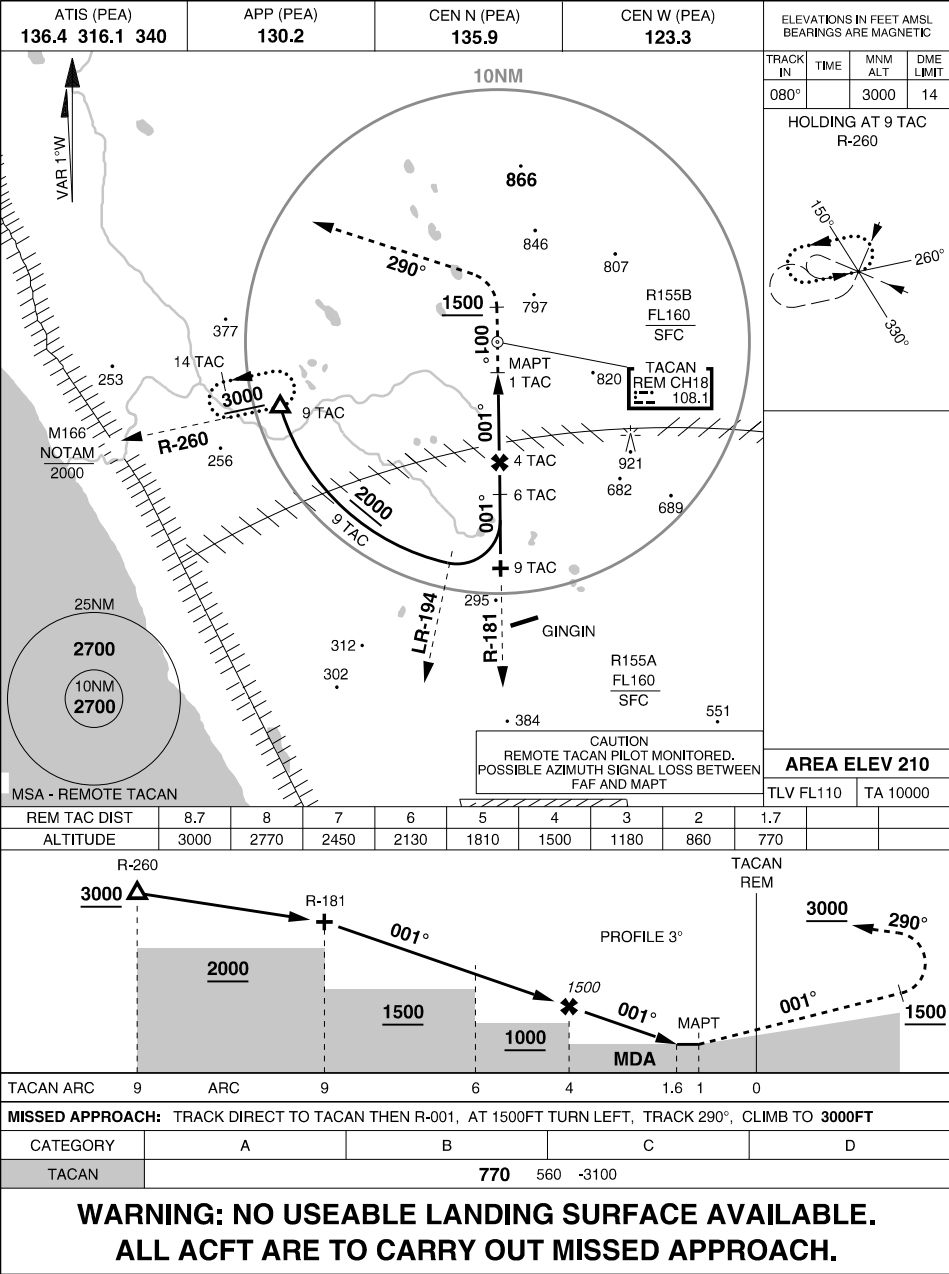 ATIS (PEA)
136.4 316.1 340
APP (PEA)
130.2
CEN N (PEA)
135.9
CEN W (PEA)
123.3
ELEVATIONS IN FEET AMSL
BEARINGS ARE MAGNETIC
TRACK IN TIME MNM ALT DME LIMIT
080° 3000 14
HOLDING AT 9 TAC
R-260
150°
260°
330°
VAR 1°W
10NM
866
846
807
290°
1500
797
R155B
FL160
SFC
377
001°
MAPT
1 TAC
TACAN
REM CH18
108.1
820
14 TAC
253
3000
9 TAC
R-260
M166
NOTAM
2000
256
001°
4 TAC
921
682
689
6 TAC
2000
9 TAC
001°
9 TAC
295
LR-194
R-181
GINGIN
25NM
2700
10NM
2700
312
302
R155A
FL160
SFC
384
551
CAUTION
REMOTE TACAN PILOT MONITORED.
POSSIBLE AZIMUTH SIGNAL LOSS BETWEEN
FAF AND MAPT
MSA - REMOTE TACAN
AREA ELEV 210
TLV FL110 TA 10000
REM TAC DIST 8.7 8 7 6 5 4 3 2 1.7
ALTITUDE 3000 2770 2450 2130 1810 1500 1180 860 770
R-260
3000
R-181
001°
PROFILE 3°
TACAN
REM
3000
290°
2000
1500
1500
1000
001°
MAPT
MDA
001°
1500
TACAN ARC 9 ARC 9 6 4 1.6 1 0
MISSED APPROACH: TRACK DIRECT TO TACAN THEN R-001, AT 1500FT TURN LEFT, TRACK 290°, CLIMB TO 3000FT
CATEGORY A B C D
TACAN 770 560 -3100
WARNING: NO USEABLE LANDING SURFACE AVAILABLE.
ALL ACFT ARE TO CARRY OUT MISSED APPROACH.